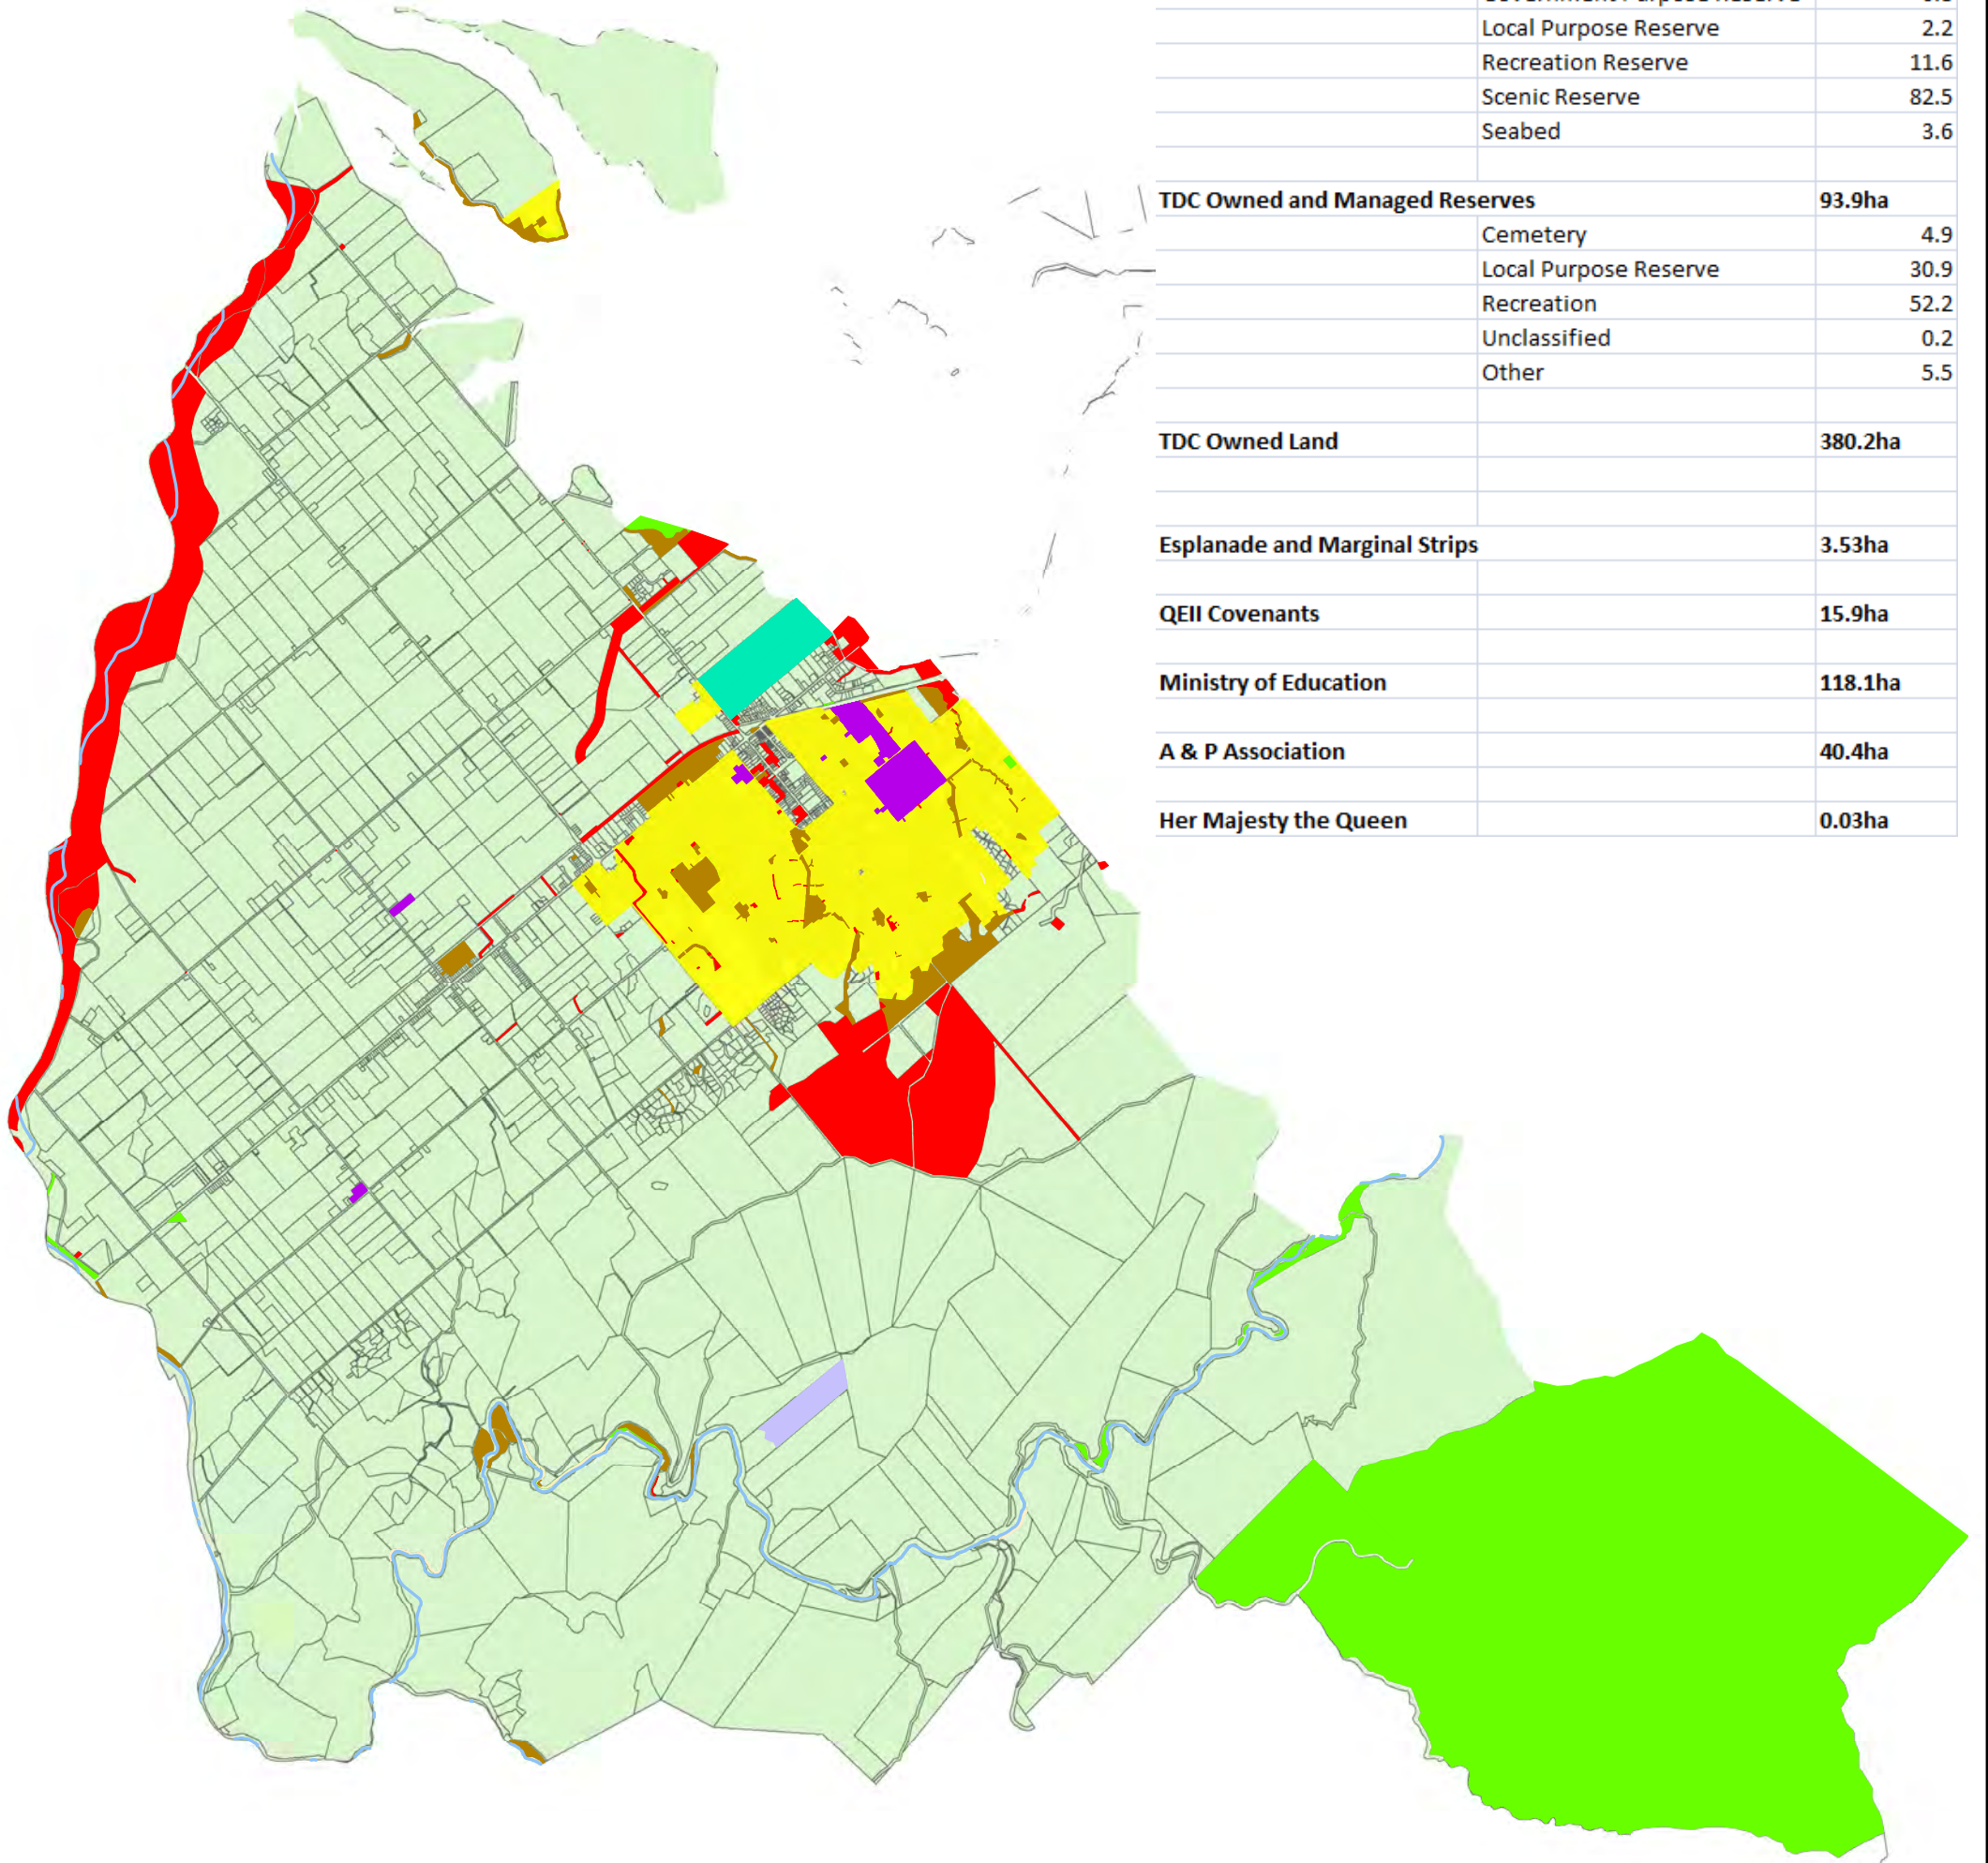 Local Purpose Reserve 2.2
Recreation Reserve 11.6
Scenic Reserve 82.5
Seabed 3.6
TDC Owned and Managed Reserves 93.9ha
Cemetery 4.9
Local Purpose Reserve 30.9
Recreation 52.2
Unclassified 0.2
Other 5.5
TDC Owned Land 380.2ha
Esplanade and Marginal Strips 3.53ha
QEII Covenants 15.9ha
Ministry of Education 118.1ha
A & P Association 40.4ha
Her Majesty the Queen 0.03ha